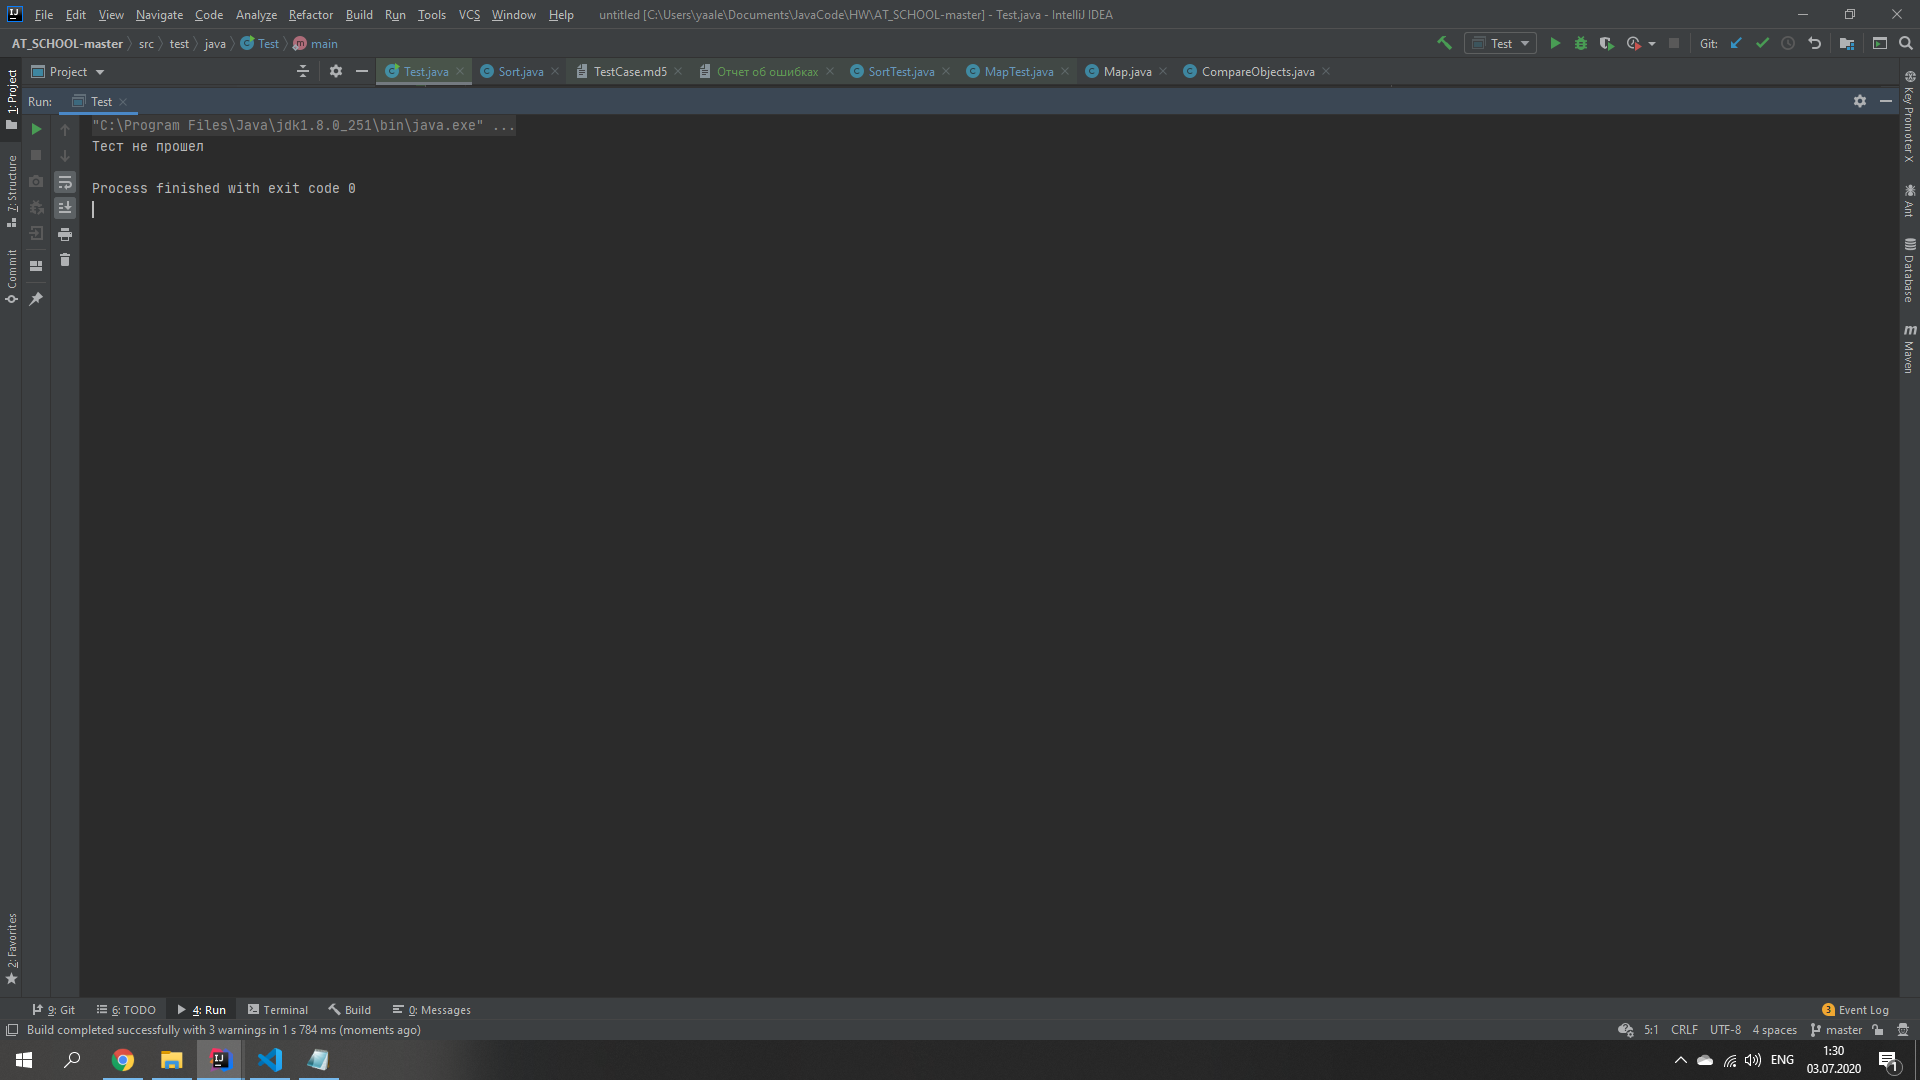 File Edit View Navigate Code Analyze Refactor Build Run Tools VCS Window Help untitled [C:\Users\yaale\Documents\JavaCode\HW\AT_SCHOOL-master] - Test.java - IntelliJ IDEA
AT_SCHOOL-master src test java Test main Test Git:
Project Test.java Sort.java TestCase.md5 Отчет об ошибках SortTest.java MapTest.java Map.java CompareObjects.java
Run: Test
"C:\Program Files\Java\jdk1.8.0_251\bin\java.exe" ...
Тест не прошел
Process finished with exit code 0
1: Project
7: Structure
Commit
2: Favorites
Key Promoter X
Ant
Database
Maven
9: Git 6: TODO 4: Run Terminal Build 0: Messages 3 Event Log
Build completed successfully with 3 warnings in 1 s 784 ms (moments ago) 5:1 CRLF UTF-8 4 spaces master
ENG 1:30
03.07.2020 1